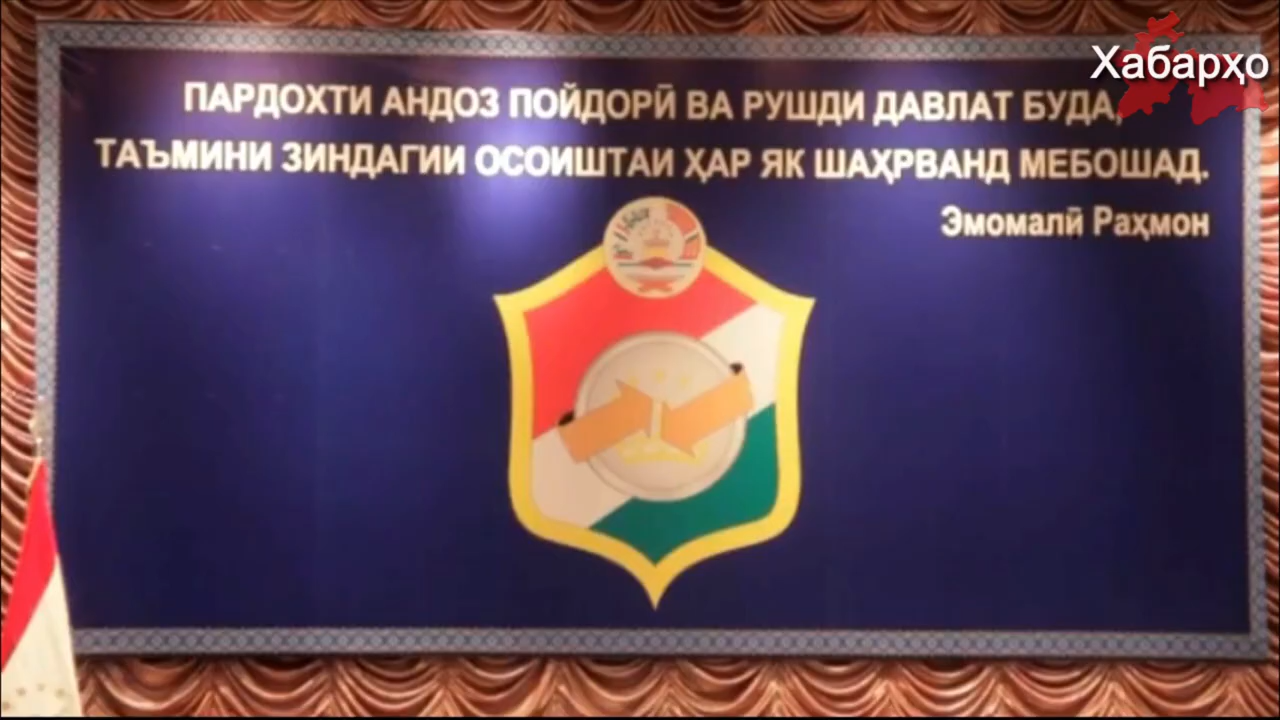 Хабарҳо
ПАРДОХТИ АНДОЗ ПОЙДОРӢ ВА РУШДИ ДАВЛАТ БУДА,
ТАЪМИНИ ЗИНДАГИИ ОСОИШТАИ ҲАР ЯК ШАҲРВАНД МЕБОШАД.
Эмомалӣ Раҳмон